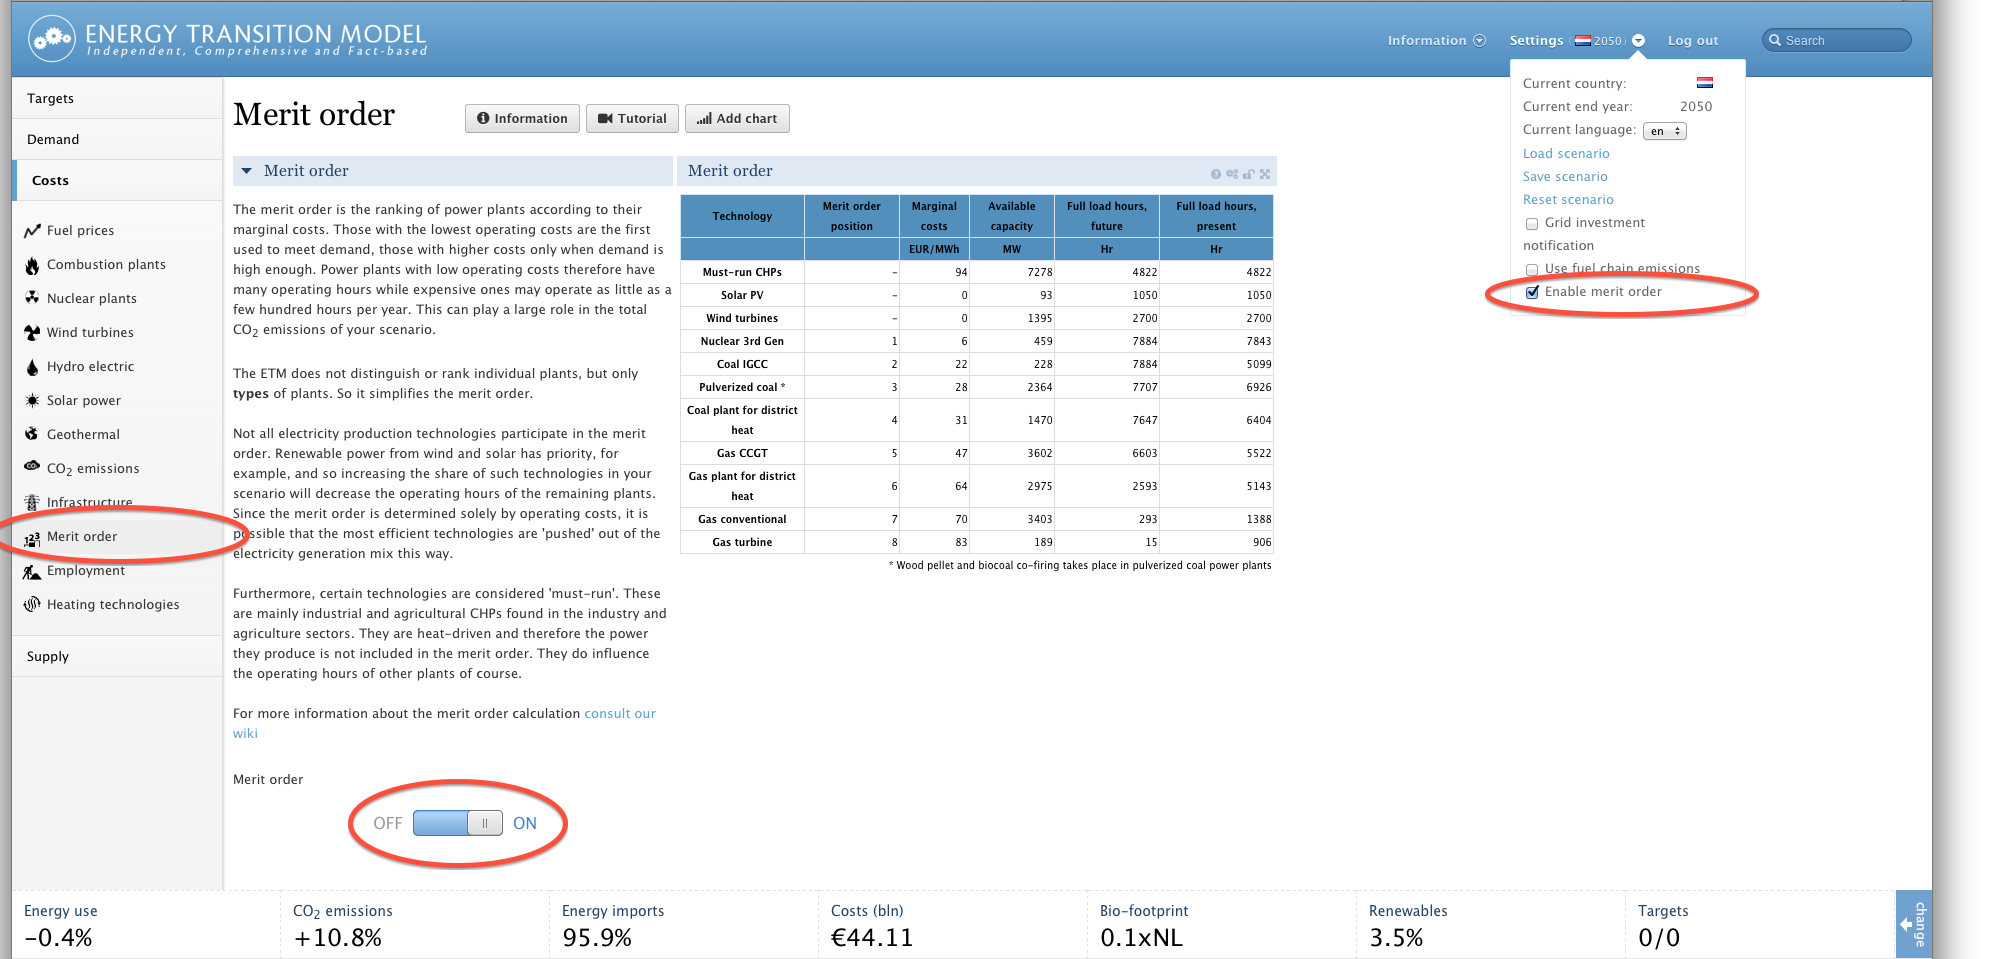 ENERGY TRANSITION MODEL
Independent, Comprehensive and Fact-based
Information
Settings 2050
Log out
Search
Current country:
Current end year: 2050
Current language: en
Load scenario
Save scenario
Reset scenario
Grid investment
notification
Use fuel chain emissions
Enable merit order
Targets
Demand
Costs
Fuel prices
Combustion plants
Nuclear plants
Wind turbines
Hydro electric
Solar power
Geothermal
CO2 emissions
Infrastructure
Merit order
Employment
Heating technologies
Supply
Merit order
Information
Tutorial
Add chart
Merit order
The merit order is the ranking of power plants according to their
marginal costs. Those with the lowest operating costs are the first
used to meet demand, those with higher costs only when demand is
high enough. Power plants with low operating costs therefore have
many operating hours while expensive ones may operate as little as a
few hundred hours per year. This can play a large role in the total
CO2 emissions of your scenario.
The ETM does not distinguish or rank individual plants, but only
types of plants. So it simplifies the merit order.
Not all electricity production technologies participate in the merit
order. Renewable power from wind and solar has priority, for
example, and so increasing the share of such technologies in your
scenario will decrease the operating hours of the remaining plants.
Since the merit order is determined solely by operating costs, it is
possible that the most efficient technologies are 'pushed' out of the
electricity generation mix this way.
Furthermore, certain technologies are considered 'must-run'. These
are mainly industrial and agricultural CHPs found in the industry and
agriculture sectors. They are heat-driven and therefore the power
they produce is not included in the merit order. They do influence
the operating hours of other plants of course.
For more information about the merit order calculation consult our
wiki
Merit order
OFF ON
Merit order
Technology Merit order position Marginal costs Available capacity Full load hours, future Full load hours, present
EUR/MWh MW Hr Hr
Must-run CHPs - 94 7278 4822 4822
Solar PV - 0 93 1050 1050
Wind turbines - 0 1395 2700 2700
Nuclear 3rd Gen 1 6 459 7884 7843
Coal IGCC 2 22 228 7884 5099
Pulverized coal * 3 28 2364 7707 6926
Coal plant for district heat 4 31 1470 7647 6404
Gas CCGT 5 47 3602 6603 5522
Gas plant for district heat 6 64 2975 2593 5143
Gas conventional 7 70 3403 293 1388
Gas turbine 8 83 189 15 906
* Wood pellet and biocoal co-firing takes place in pulverized coal power plants
Energy use
-0.4%
CO2 emissions
+10.8%
Energy imports
95.9%
Costs (bln)
€44.11
Bio-footprint
0.1xNL
Renewables
3.5%
Targets
0/0
change